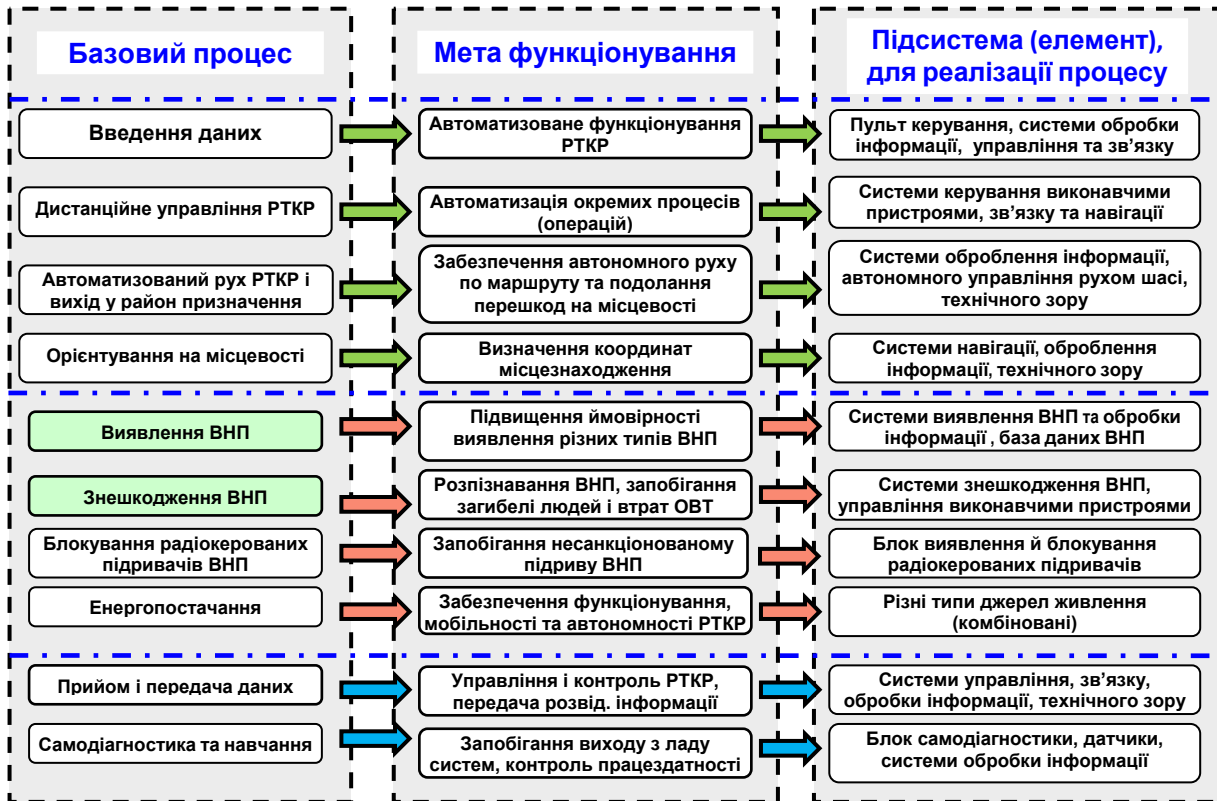 Базовий процес
Мета функціонування
Підсистема (елемент),
для реалізації процесу
Введення даних
Автоматизоване функціонування
РТКР
Пульт керування, системи обробки
інформації, управління та зв’язку
Дистанційне управління РТКР
Автоматизація окремих процесів
(операцій)
Системи керування виконавчими
пристроями, зв’язку та навігації
Автоматизований рух РТКР і
вихід у район призначення
Забезпечення автономного руху
по маршруту та подолання
перешкод на місцевості
Системи оброблення інформації,
автономного управління рухом шасі,
технічного зору
Орієнтування на місцевості
Визначення координат
місцезнаходження
Системи навігації, оброблення
інформації, технічного зору
Виявлення ВНП
Підвищення ймовірності
виявлення різних типів ВНП
Системи виявлення ВНП та обробки
інформації , база даних ВНП
Знешкодження ВНП
Розпізнавання ВНП, запобігання
загибелі людей і втрат ОВТ
Системи знешкодження ВНП,
управління виконавчими пристроями
Блокування радіокерованих
підривачів ВНП
Запобігання несанкціонованому
підриву ВНП
Блок виявлення й блокування
радіокерованих підривачів
Енергопостачання
Забезпечення функціонування,
мобільності та автономності РТКР
Різні типи джерел живлення
(комбіновані)
Прийом і передача даних
Управління і контроль РТКР,
передача розвід. інформації
Системи управління, зв’язку,
обробки інформації, технічного зору
Самодіагностика та навчання
Запобігання виходу з ладу
систем, контроль працездатності
Блок самодіагностики, датчики,
системи обробки інформації